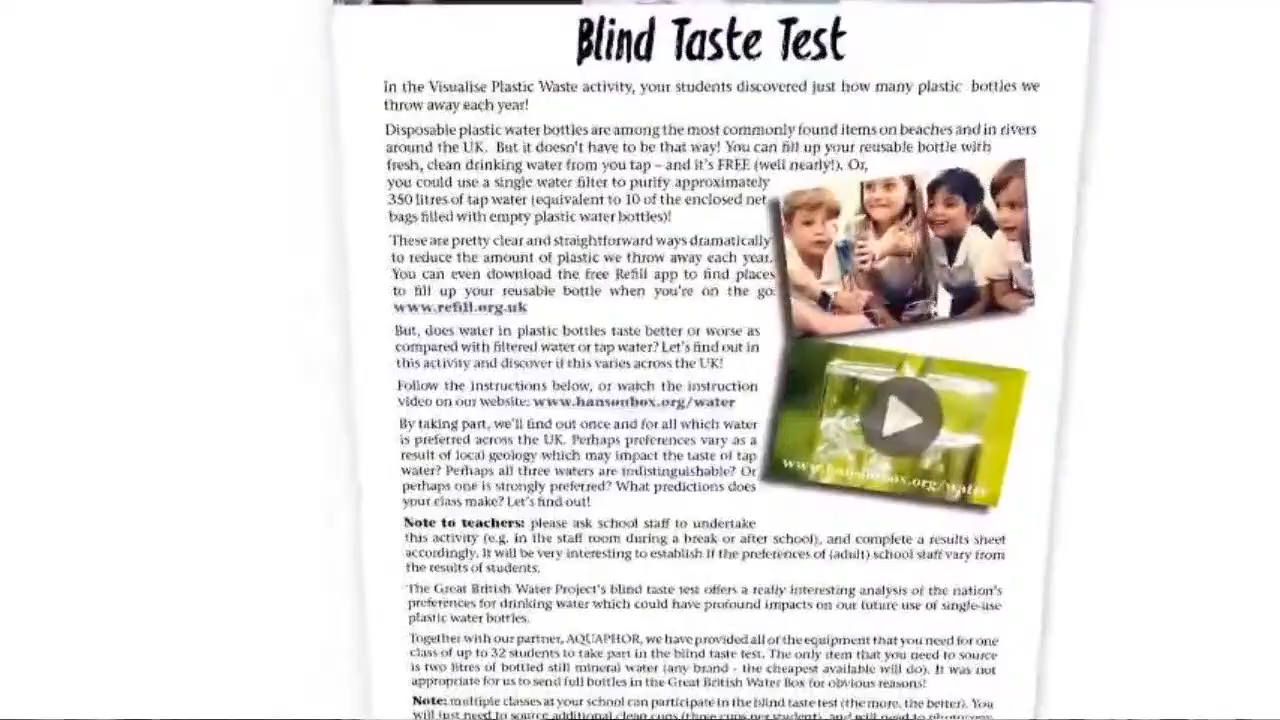 Blind Taste Test
In the Visualise Plastic Waste activity, your students discovered just how many plastic bottles we
throw away each year!
Disposable plastic water bottles are among the most commonly found items on beaches and in rivers
around the UK. But it doesn't have to be that way! You can fill up your reusable bottle with
fresh, clean drinking water from you tap – and it's FREE (well nearly!). Or,
you could use a single water filter to purify approximately
350 litres of tap water (equivalent to 10 of the enclosed net
bags filled with empty plastic water bottles)!
These are pretty clear and straightforward ways dramatically
to reduce the amount of plastic we throw away each year.
You can even download the free Refill app to find places
to fill up your reusable bottle when you're on the go.
www.refill.org.uk
But, does water in plastic bottles taste better or worse as
compared with filtered water or tap water? Let's find out in
this activity and discover if this varies across the UK!
Follow the instructions below, or watch the instruction
video on our website: www.hansonbox.org/water
By taking part, we'll find out once and for all which water
is preferred across the UK. Perhaps preferences vary as a
result of local geology which may impact the taste of tap
water? Perhaps all three waters are indistinguishable? Or
perhaps one is strongly preferred? What predictions does
your class make? Let's find out!
www.hansonbox.org/water
Note to teachers: please ask school staff to undertake
this activity (e.g. in the staff room during a break or after school), and complete a results sheet
accordingly. It will be very interesting to establish if the preferences of (adult) school staff vary from
the results of students.
The Great British Water Project's blind taste test offers a really interesting analysis of the nation's
preferences for drinking water which could have profound impacts on our future use of single-use
plastic water bottles.
Together with our partner, AQUAPHOR, we have provided all of the equipment that you need for one
class of up to 32 students to take part in the blind taste test. The only item that you need to source
is two litres of bottled still mineral water (any brand - the cheapest available will do). It was not
appropriate for us to send full bottles in the Great British Water Box for obvious reasons!
Note: multiple classes at your school can participate in the blind taste test (the more, the better). You
will just need to source additional clean cups (three cups per student), and will need to photocopy